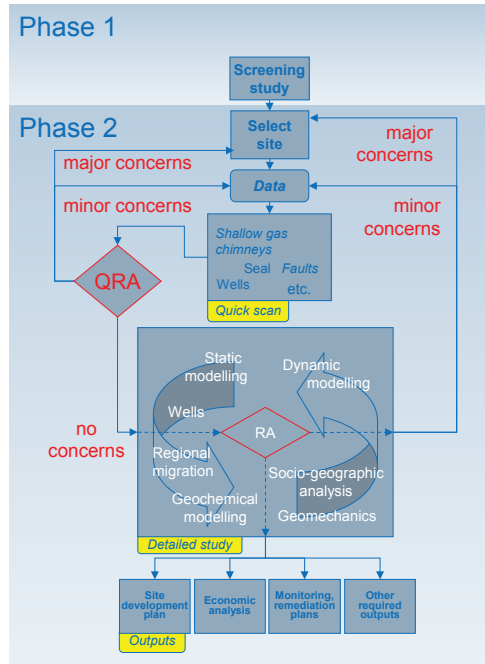 Phase 1
Screening
study
Phase 2
Select
site
major concerns
major
concerns
Data
minor concerns
minor
concerns
Shallow gas
chimneys
Seal Faults
Wells etc.
QRA
Quick scan
Static
modelling
Dynamic
modelling
Wells
RA
no
concerns
Regional
migration
Socio-geographic
analysis
Geochemical
modelling
Geomechanics
Detailed study
Site
development
plan
Economic
analysis
Monitoring,
remediation
plans
Other
required
outputs
Outputs